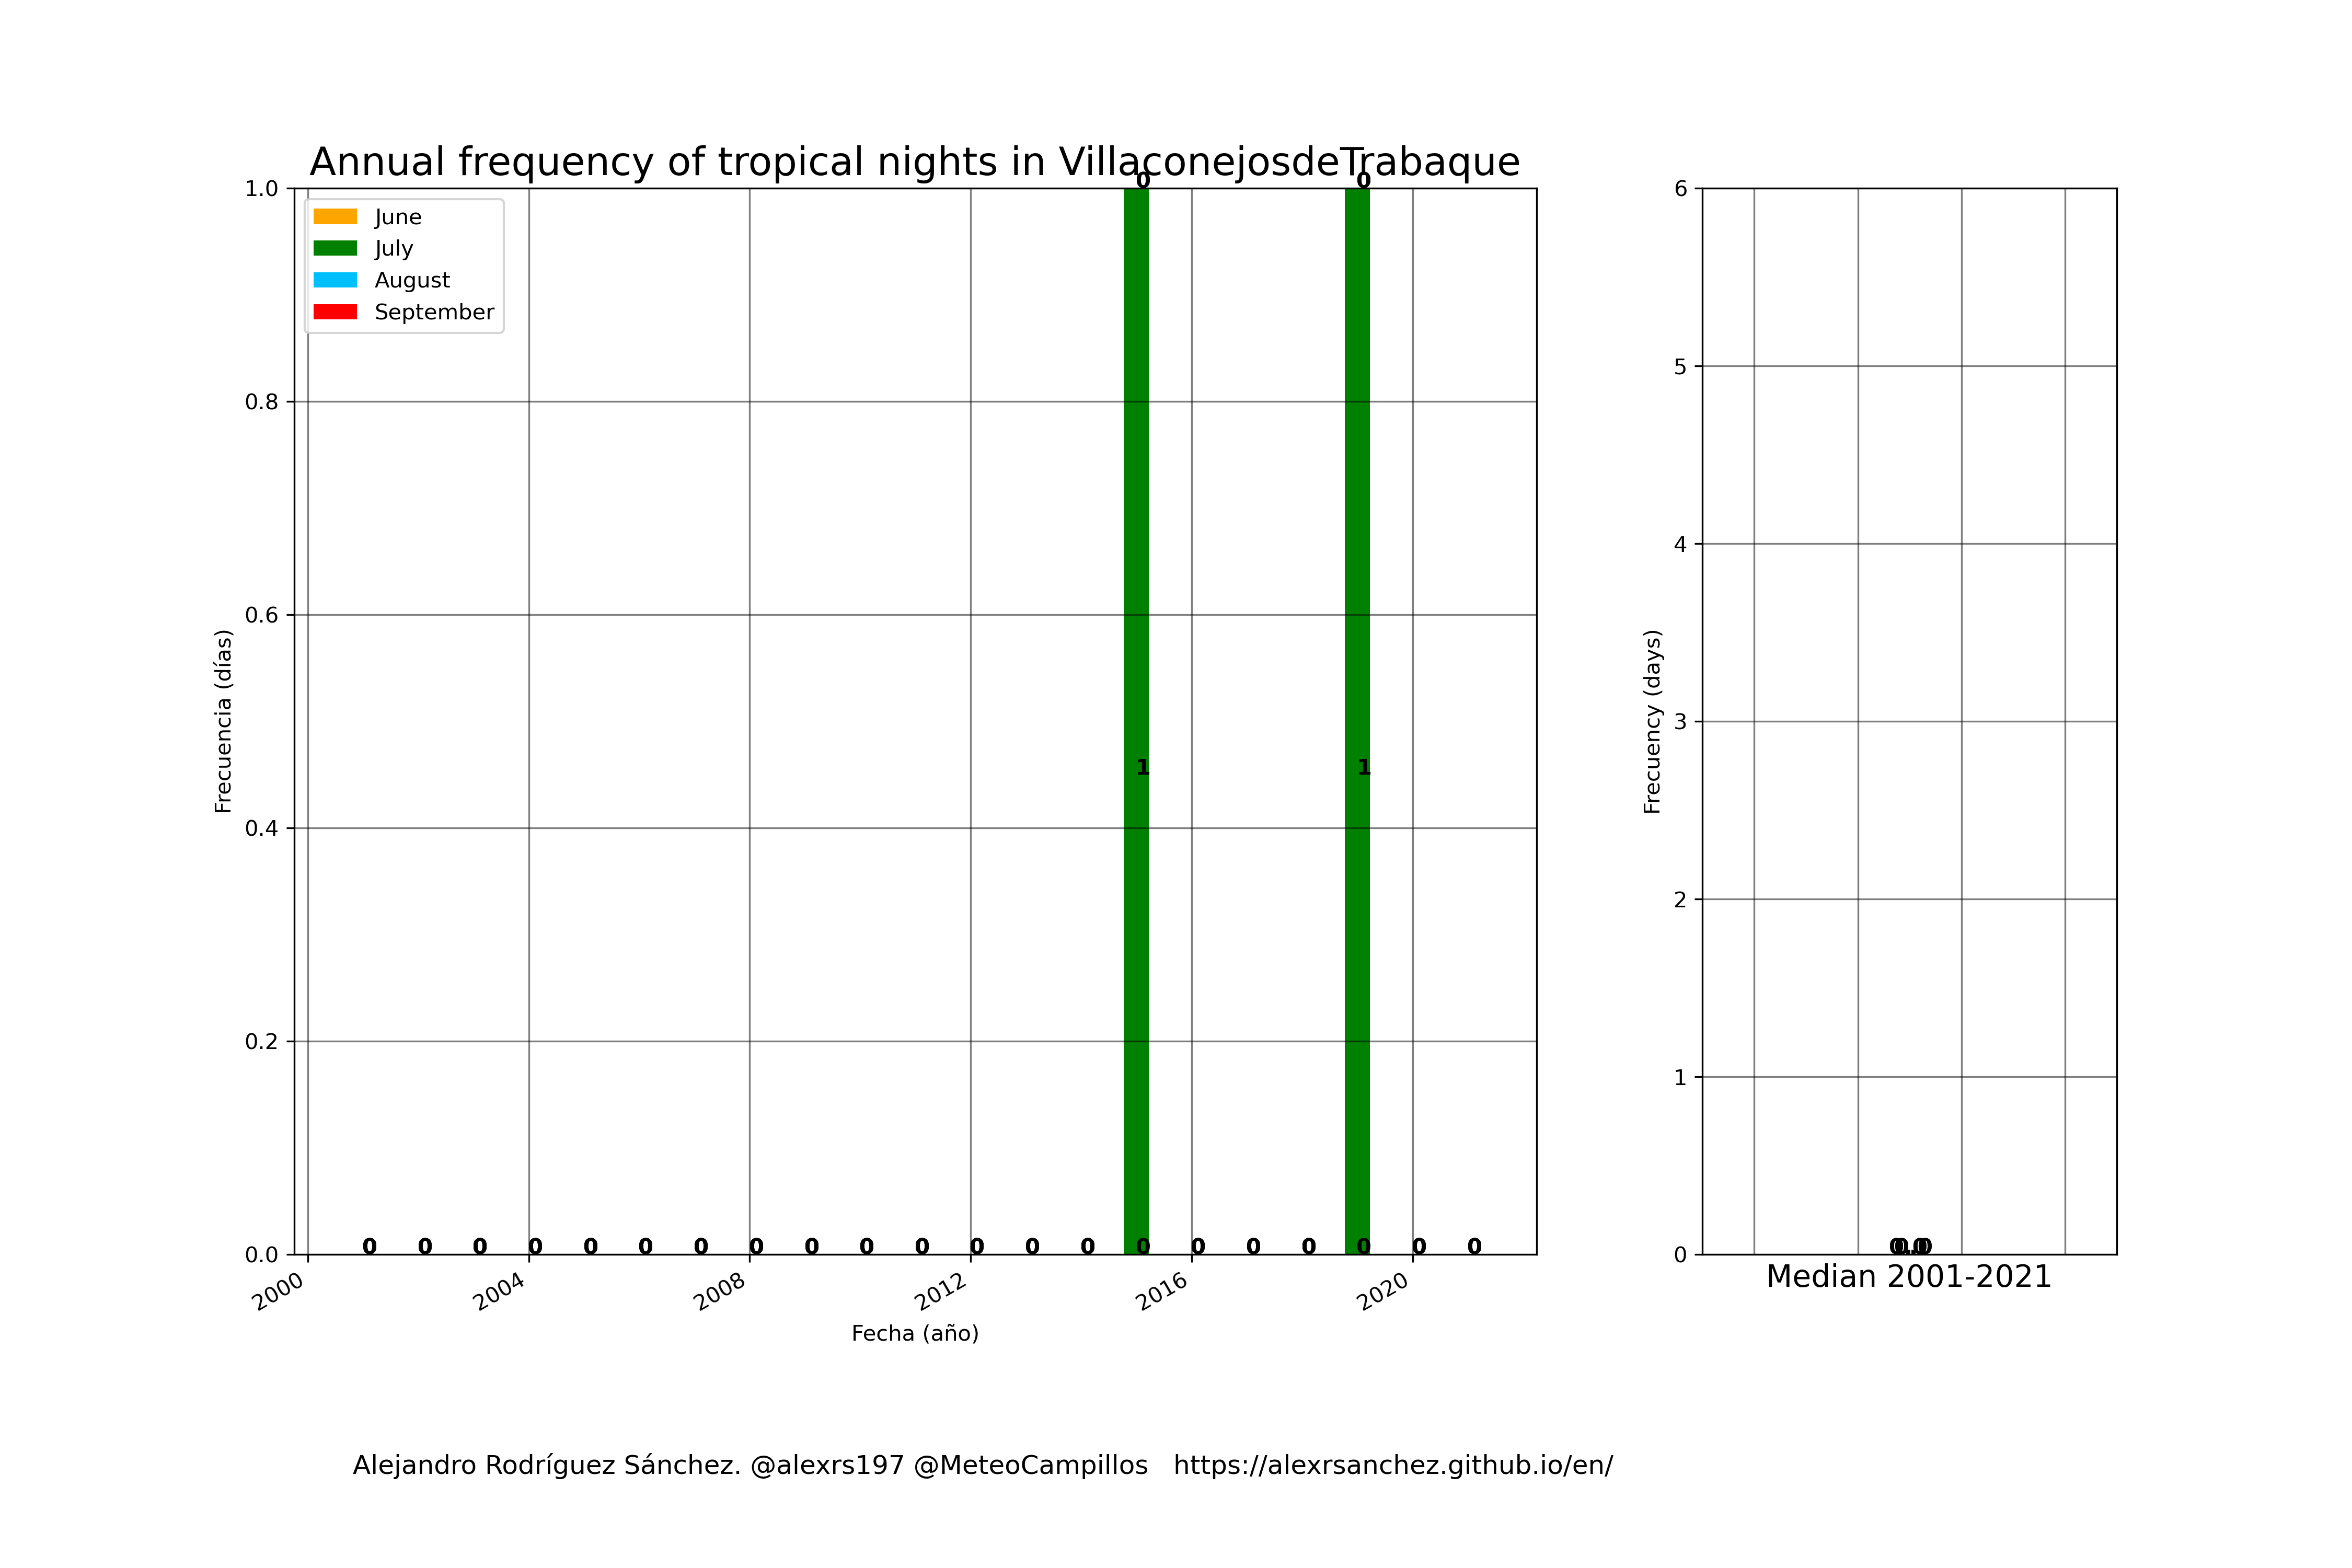 Annual frequency of tropical nights in VillaconejosdeTrabaque
0 0
1.0
0.8
0.6
0.4
0.2
0.0
Frecuencia (días)
June
July
August
September
1 1
0 0 0 0 0 0 0 0 0 0 0 0 0 0 0 0 0 0 0 0 0
2000 2004 2008 2012 2016 2020
Fecha (año)
6
5
4
3
2
1
0
Frecuency (days)
Median 2001-2021
Alejandro Rodríguez Sánchez. @alexrs197 @MeteoCampillos https://alexrsanchez.github.io/en/